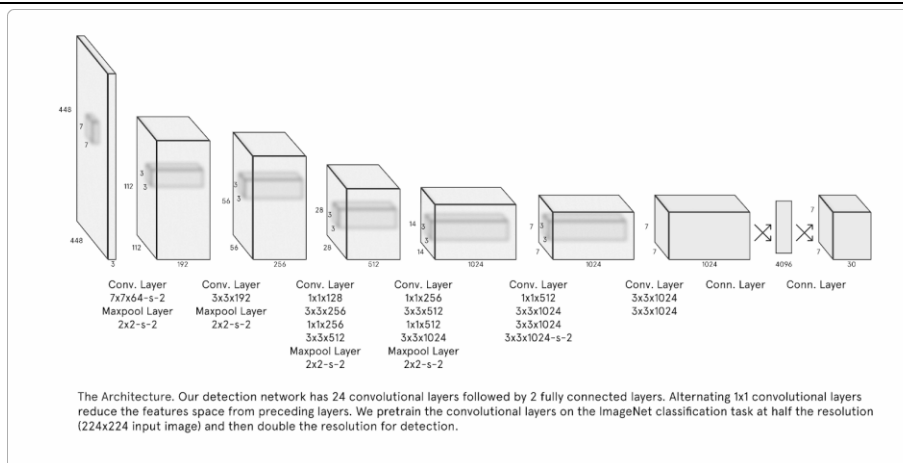 448
7
7
448
3
112
3
3
112
192
56
3
3
56
256
28
3
3
28
512
14
3
3
14
1024
7
3
3
7
1024
7
7
1024
4096
7
7
30
Conv. Layer
7x7x64-s-2
Maxpool Layer
2x2-s-2
Conv. Layer
3x3x192
Maxpool Layer
2x2-s-2
Conv. Layer
1x1x128
3x3x256
1x1x256
3x3x512
Maxpool Layer
2x2-s-2
Conv. Layer
1x1x256
3x3x512
1x1x512
3x3x1024
Maxpool Layer
2x2-s-2
Conv. Layer
1x1x512
3x3x1024
3x3x1024
3x3x1024-s-2
Conv. Layer
3x3x1024
3x3x1024
Conn. Layer
Conn. Layer
The Architecture. Our detection network has 24 convolutional layers followed by 2 fully connected layers. Alternating 1x1 convolutional layers
reduce the features space from preceding layers. We pretrain the convolutional layers on the ImageNet classification task at half the resolution
(224x224 input image) and then double the resolution for detection.